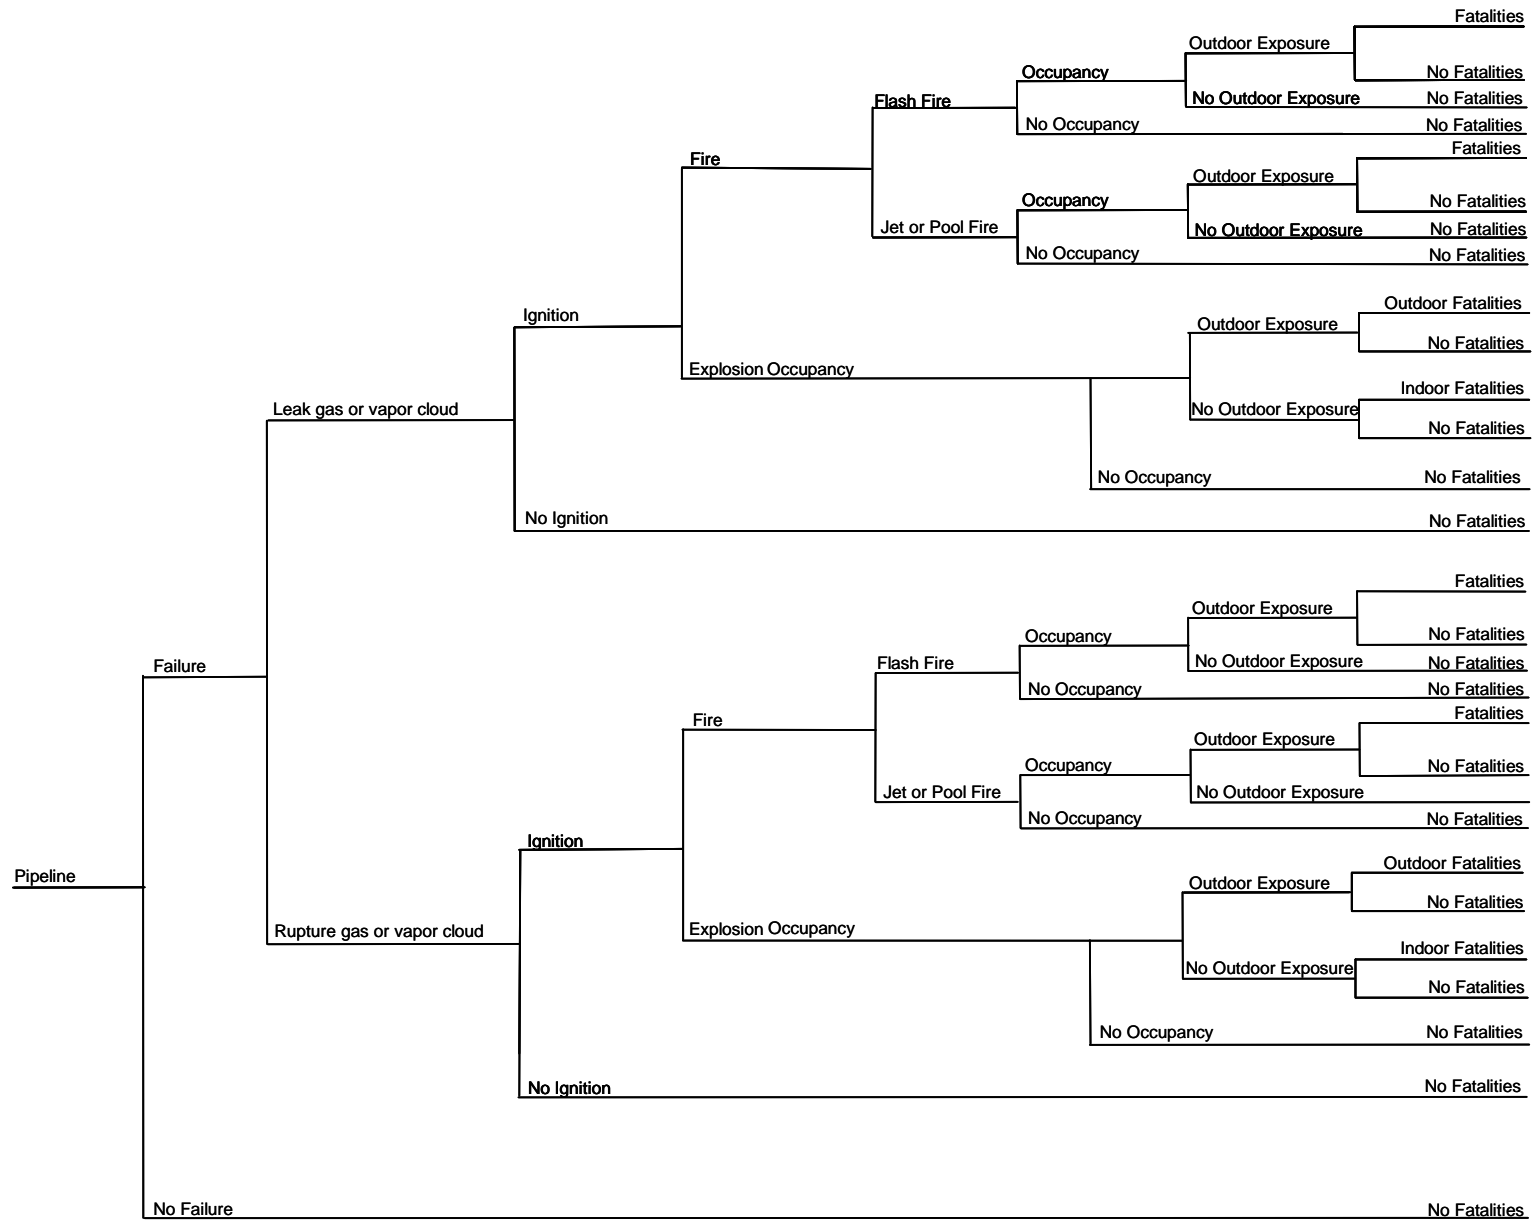 Fatalities
Outdoor Exposure
Occupancy
No Fatalities
Flash Fire
No Outdoor Exposure
No Fatalities
No Occupancy
No Fatalities
Fire
Fatalities
Outdoor Exposure
Occupancy
No Fatalities
Jet or Pool Fire
No Outdoor Exposure
No Fatalities
No Occupancy
No Fatalities
Ignition
Outdoor Fatalities
Outdoor Exposure
No Fatalities
Explosion Occupancy
Indoor Fatalities
Leak gas or vapor cloud
No Outdoor Exposure
No Fatalities
No Occupancy
No Fatalities
No Ignition
No Fatalities
Fatalities
Outdoor Exposure
Occupancy
No Fatalities
Failure
Flash Fire
No Outdoor Exposure
No Fatalities
No Occupancy
No Fatalities
Fire
Fatalities
Outdoor Exposure
Occupancy
No Fatalities
Jet or Pool Fire
No Outdoor Exposure
No Occupancy
No Fatalities
Ignition
Outdoor Fatalities
Pipeline
Outdoor Exposure
No Fatalities
Rupture gas or vapor cloud
Explosion Occupancy
Indoor Fatalities
No Outdoor Exposure
No Fatalities
No Occupancy
No Fatalities
No Ignition
No Fatalities
No Failure
No Fatalities